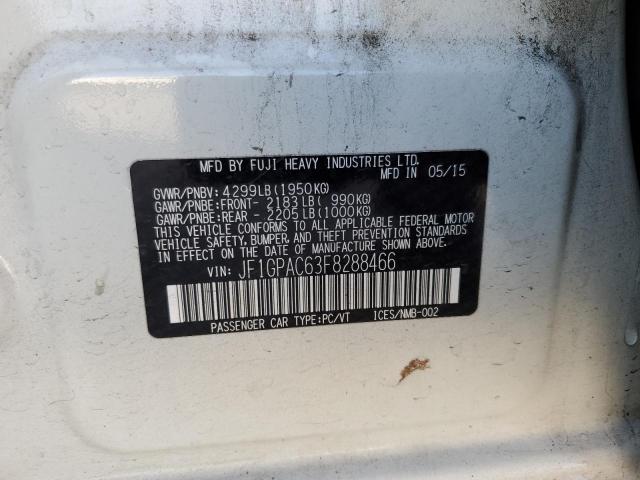 MFD BY FUJI HEAVY INDUSTRIES LTD.
MFD IN 05/15
GVWR/PNBV: 4299LB(1950KG)
GAWR/PNBE:FRONT- 2183LB( 990KG)
GAWR/PNBE:REAR - 2205LB(1000KG)
THIS VEHICLE CONFORMS TO ALL APPLICABLE FEDERAL MOTOR
VEHICLE SAFETY, BUMPER, AND THEFT PREVENTION STANDARDS
IN EFFECT ON THE DATE OF MANUFACTURE SHOWN ABOVE.
VIN: JF1GPAC63F8288466
PASSENGER CAR TYPE:PC/VT ICES/NMB-002